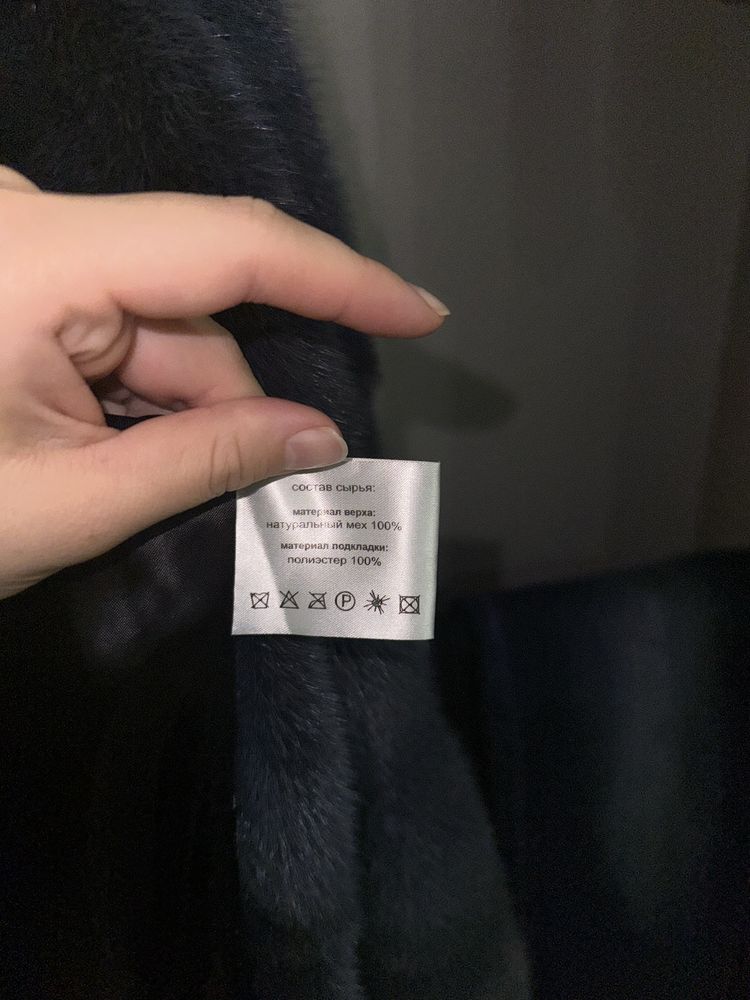 состав сырья:
материал верха:
натуральный мех 100%
материал подкладки:
полиэстер 100%
P